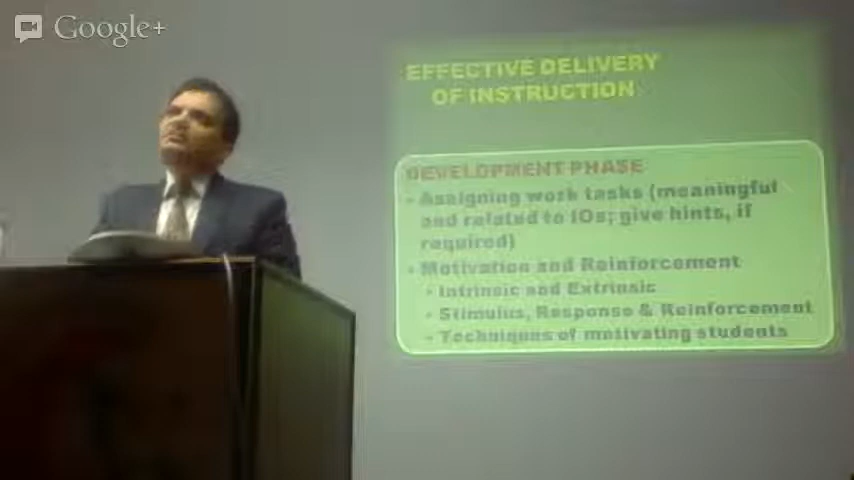 Google+
EFFECTIVE DELIVERY
OF INSTRUCTION
DEVELOPMENT PHASE
• Assigning work tasks (meaningful
and related to IOs; give hints, if
required)
• Motivation and Reinforcement
• Intrinsic and Extrinsic
• Stimulus, Response & Reinforcement
• Techniques of motivating students